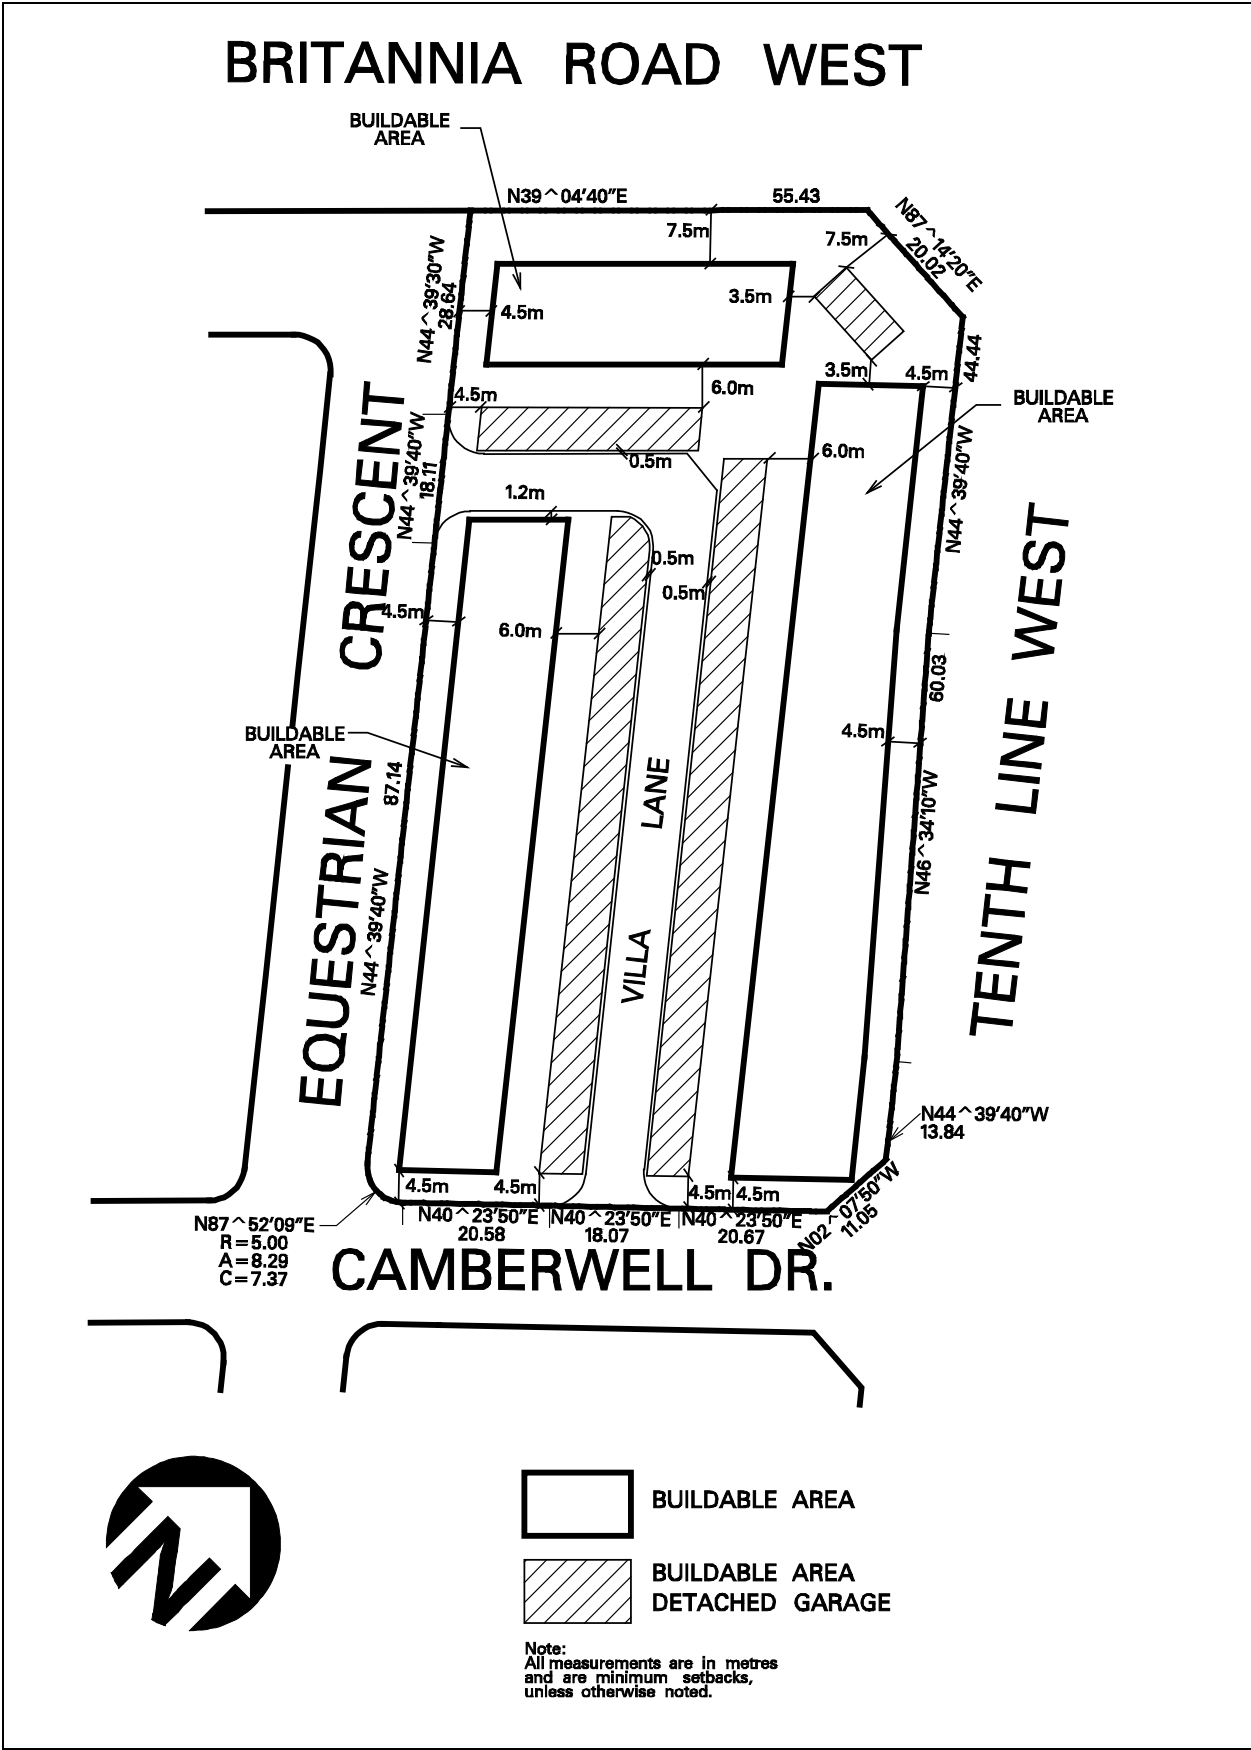 BRITANNIA ROAD WEST
BUILDABLE
AREA
N39^04'40"E
55.43
N87^14'20"E
20.02
7.5m
7.5m
N44^39'30"W
28.64
4.5m
3.5m
3.5m
4.5m
44.44
4.5m
6.0m
BUILDABLE
AREA
N44^39'40"W
18.11
0.5m
6.0m
N44^39'40"W
1.2m
0.5m
0.5m
4.5m
6.0m
60.03
4.5m
BUILDABLE
AREA
87.14
N44^39'40"W
N46^34'10"W
EQUESTRIAN CRESCENT
VILLA LANE
TENTH LINE WEST
N44^39'40"W
13.84
4.5m
4.5m
4.5m
4.5m
N02^07'50"W
11.05
N87^52'09"E
R=5.00
A=8.29
C=7.37
N40^23'50"E
20.58
N40^23'50"E
18.07
N40^23'50"E
20.67
CAMBERWELL DR.
N
BUILDABLE AREA
BUILDABLE AREA
DETACHED GARAGE
Note:
All measurements are in metres
and are minimum setbacks,
unless otherwise noted.